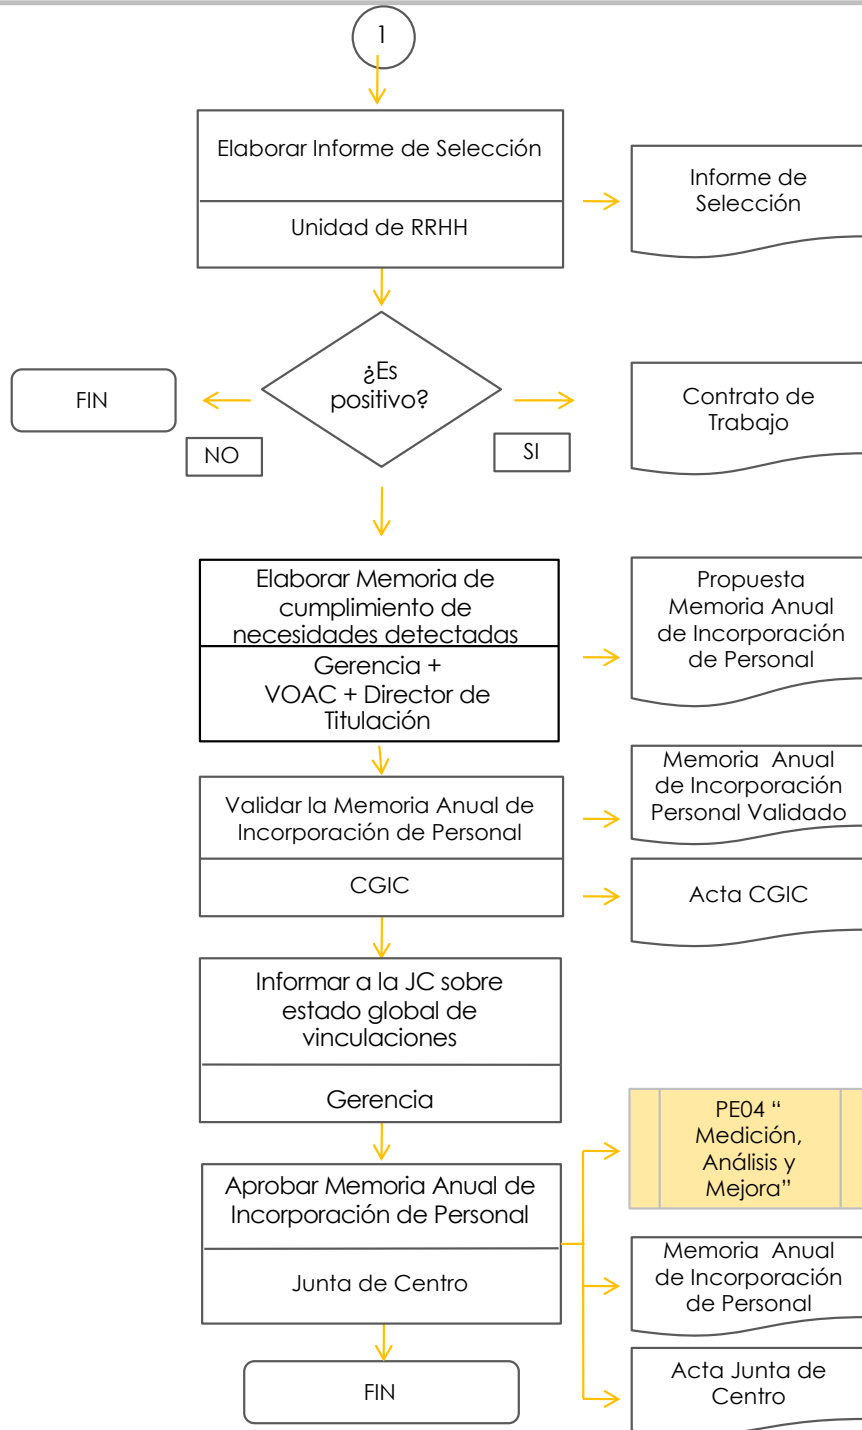 1
Elaborar Informe de Selección
Unidad de RRHH
Informe de
Selección
¿Es
positivo?
FIN
NO
SI
Contrato de
Trabajo
Elaborar Memoria de
cumplimiento de
necesidades detectadas
Gerencia +
VOAC + Director de
Titulación
Propuesta
Memoria Anual
de Incorporación
de Personal
Validar la Memoria Anual de
Incorporación de Personal
CGIC
Memoria Anual
de Incorporación
Personal Validado
Acta CGIC
Informar a la JC sobre
estado global de
vinculaciones
Gerencia
Aprobar Memoria Anual de
Incorporación de Personal
Junta de Centro
PE04 “
Medición,
Análisis y
Mejora”
Memoria Anual
de Incorporación
de Personal
Acta Junta de
Centro
FIN